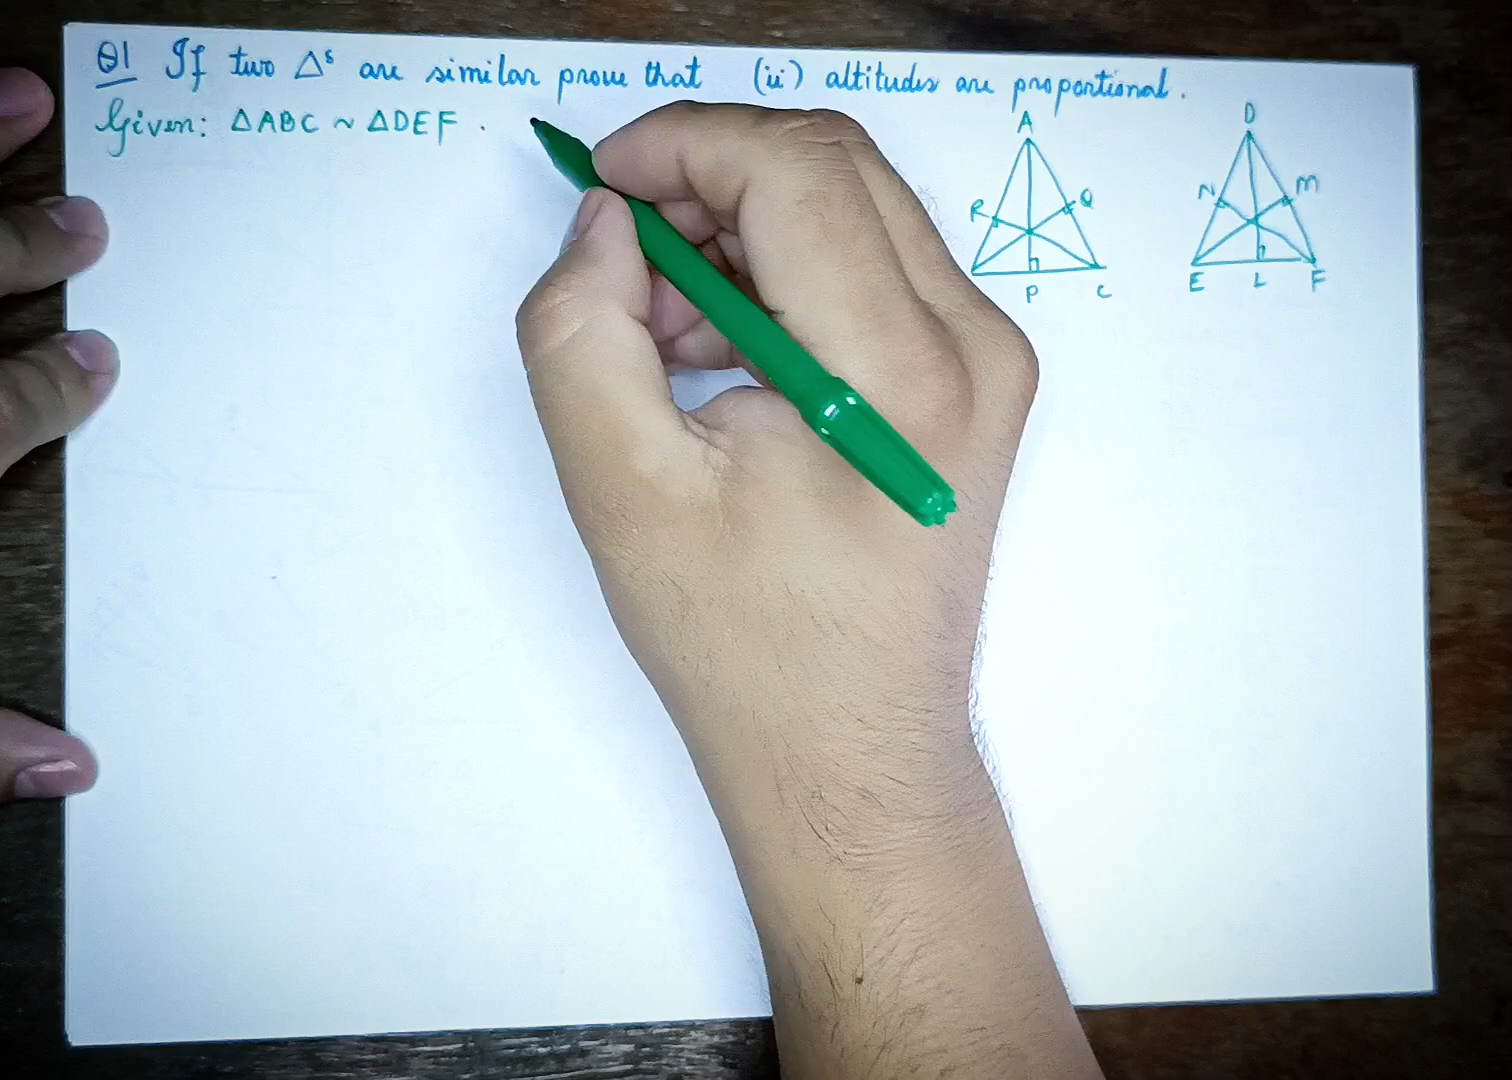 Q1 If two Δˢ are similar prove that (ii) altitudes are proportional.
Given: ΔABC ~ ΔDEF .
A D
R Q N M
P C E L F